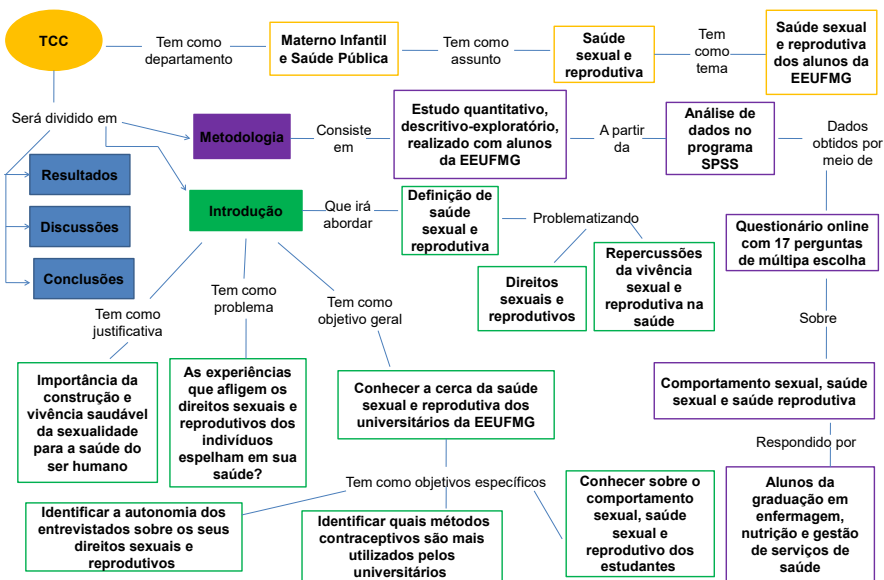 TCC
Tem como
departamento
Materno Infantil
e Saúde Pública
Tem como
assunto
Saúde
sexual e
reprodutiva
Tem
como
tema
Saúde sexual
e reprodutiva
dos alunos da
EEUFMG
Será dividido em
Metodologia
Consiste
em
Estudo quantitativo,
descritivo-exploratório,
realizado com alunos
da EEUFMG
A partir
da
Análise de
dados no
programa
SPSS
Dados
obtidos por
meio de
Resultados
Discussões
Conclusões
Introdução
Que irá
abordar
Definição de
saúde
sexual e
reprodutiva
Problematizando
Direitos
sexuais e
reprodutivos
Repercussões
da vivência
sexual e
reprodutiva na
saúde
Questionário online
com 17 perguntas
de múltipa escolha
Tem como
justificativa
Tem como
problema
Tem como
objetivo geral
Sobre
Importância da
construção e
vivência saudável
da sexualidade
para a saúde do
ser humano
As experiências
que afligem os
direitos sexuais e
reprodutivos dos
indivíduos
espelham em sua
saúde?
Conhecer a cerca da saúde
sexual e reprodutiva dos
universitários da EEUFMG
Comportamento sexual, saúde
sexual e saúde reprodutiva
Respondido por
Tem como objetivos específicos
Identificar a autonomia dos
entrevistados sobre os seus
direitos sexuais e
reprodutivos
Identificar quais métodos
contraceptivos são mais
utilizados pelos
universitários
Conhecer sobre o
comportamento
sexual, saúde
sexual e
reprodutivo dos
estudantes
Alunos da
graduação em
enfermagem,
nutrição e gestão
de serviços de
saúde